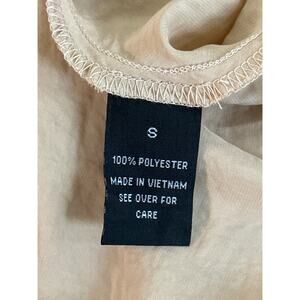 S
100% POLYESTER
MADE IN VIETNAM
SEE OVER FOR
CARE